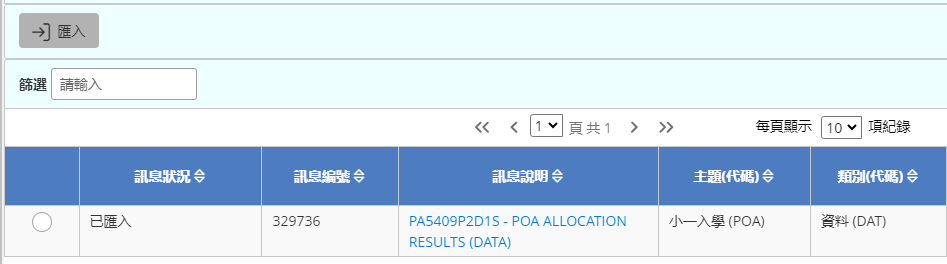 匯入
篩選 請輸入
1 頁 共 1 每頁顯示 10 項紀錄
訊息狀況 訊息編號 訊息說明 主題(代碼) 類別(代碼)
已匯入 329736 PA5409P2D1S - POA ALLOCATION RESULTS (DATA) 小一入學 (POA) 資料 (DAT)